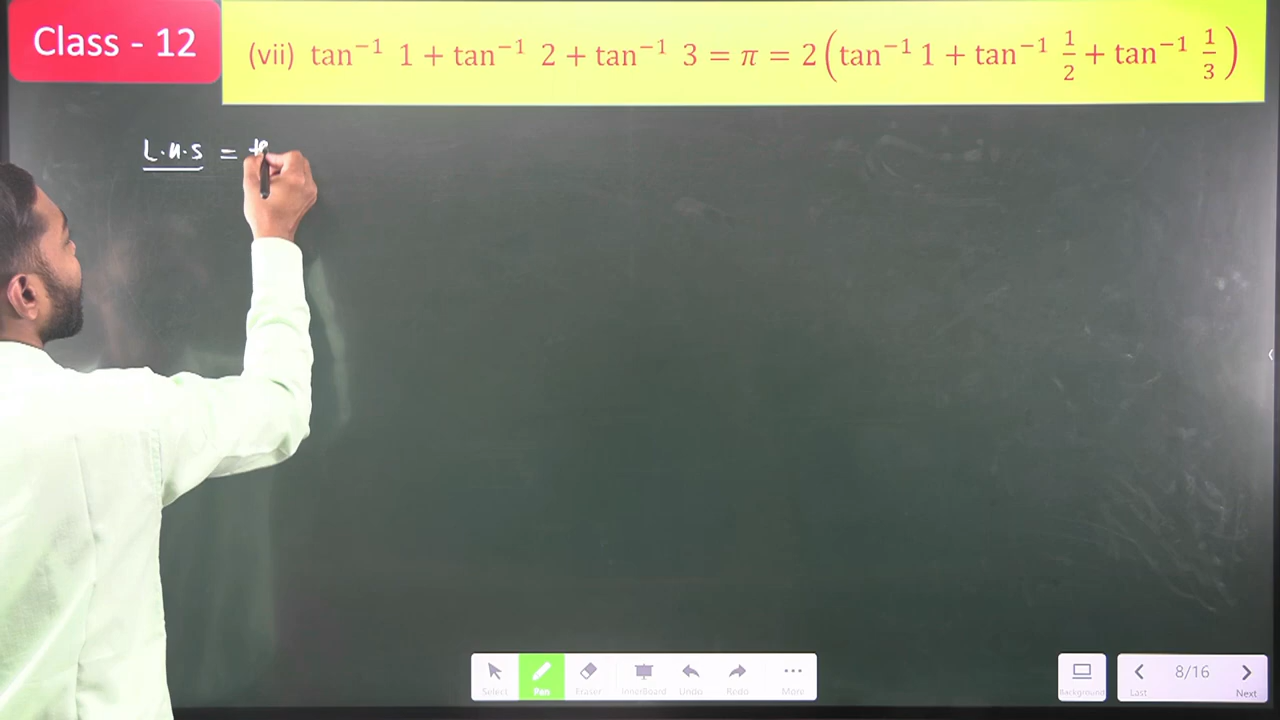 Class - 12
(vii) tan⁻¹ 1 + tan⁻¹ 2 + tan⁻¹ 3 = π = 2(tan⁻¹ 1 + tan⁻¹ 1/2 + tan⁻¹ 1/3)
L.H.S =
Select Pen Eraser InnerBoard Undo Redo More
Background
8/16
Last Next